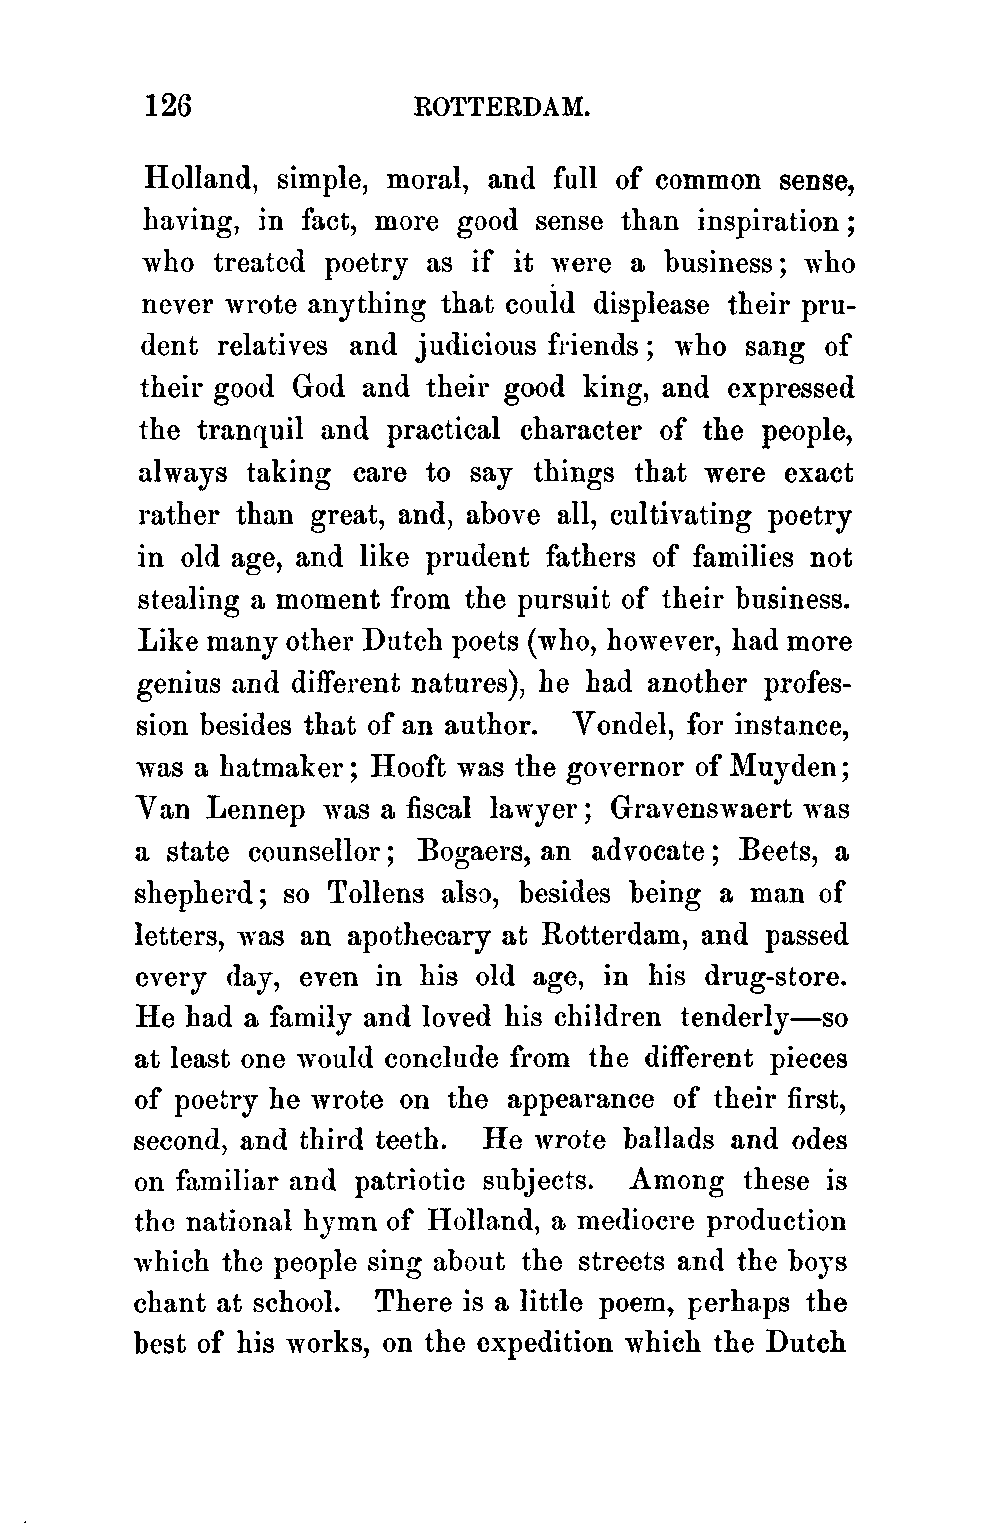 126 ROTTERDAM.
Holland, simple, moral, and full of common sense,
having, in fact, more good sense than inspiration;
who treated poetry as if it were a business; who
never wrote anything that could displease their pru-
dent relatives and judicious friends; who sang of
their good God and their good king, and expressed
the tranquil and practical character of the people,
always taking care to say things that were exact
rather than great, and, above all, cultivating poetry
in old age, and like prudent fathers of families not
stealing a moment from the pursuit of their business.
Like many other Dutch poets (who, however, had more
genius and different natures), he had another profes-
sion besides that of an author. Vondel, for instance,
was a hatmaker; Hooft was the governor of Muyden;
Van Lennep was a fiscal lawyer; Gravenswaert was
a state counsellor; Bogaers, an advocate; Beets, a
shepherd; so Tollens also, besides being a man of
letters, was an apothecary at Rotterdam, and passed
every day, even in his old age, in his drug-store.
He had a family and loved his children tenderly—so
at least one would conclude from the different pieces
of poetry he wrote on the appearance of their first,
second, and third teeth. He wrote ballads and odes
on familiar and patriotic subjects. Among these is
the national hymn of Holland, a mediocre production
which the people sing about the streets and the boys
chant at school. There is a little poem, perhaps the
best of his works, on the expedition which the Dutch